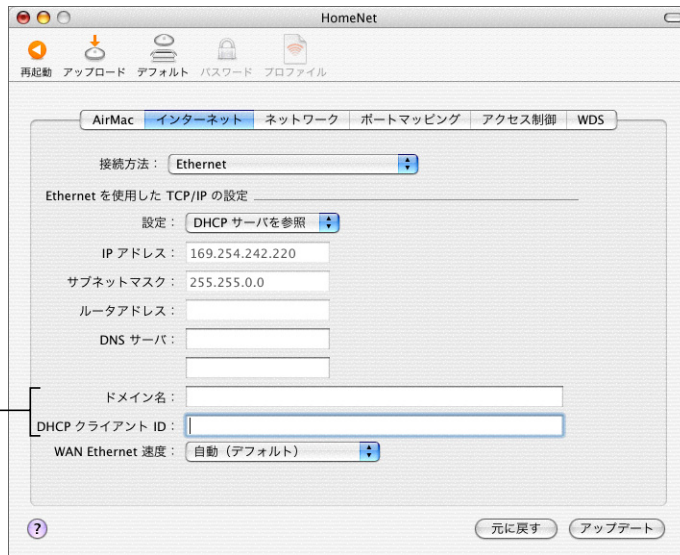 HomeNet
再起動 アップロード デフォルト パスワード プロファイル
AirMac インターネット ネットワーク ポートマッピング アクセス制御 WDS
接続方法： Ethernet
Ethernet を使用した TCP/IP の設定
設定： DHCP サーバを参照
IP アドレス： 169.254.242.220
サブネットマスク： 255.255.0.0
ルータアドレス：
DNS サーバ：
ドメイン名：
DHCP クライアント ID：
WAN Ethernet 速度： 自動（デフォルト）
? 元に戻す アップデート